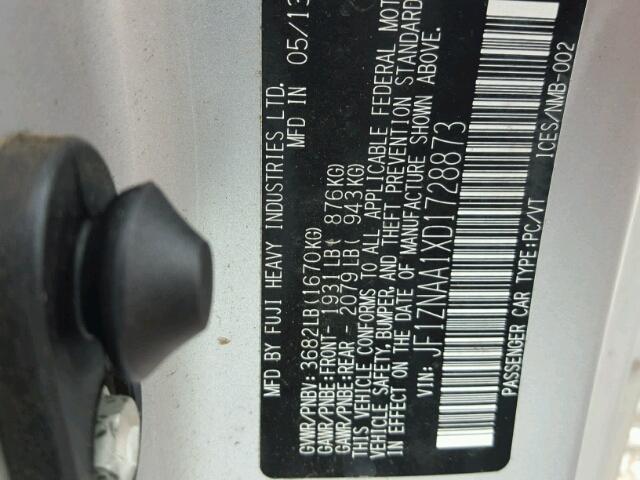 MFD BY FUJI HEAVY INDUSTRIES LTD.
MFD IN 05/13
GVWR/PNBV: 3682LB(1670KG)
GAWR/PNBE:FRONT- 1931LB( 876KG)
GAWR/PNBE:REAR - 2079LB( 943KG)
THIS VEHICLE CONFORMS TO ALL APPLICABLE FEDERAL MOT
VEHICLE SAFETY, BUMPER, AND THEFT PREVENTION STANDARD
IN EFFECT ON THE DATE OF MANUFACTURE SHOWN ABOVE.
VIN: JF1ZNAA1XD1728873
PASSENGER CAR TYPE:PC/VT
ICES/NMB-002